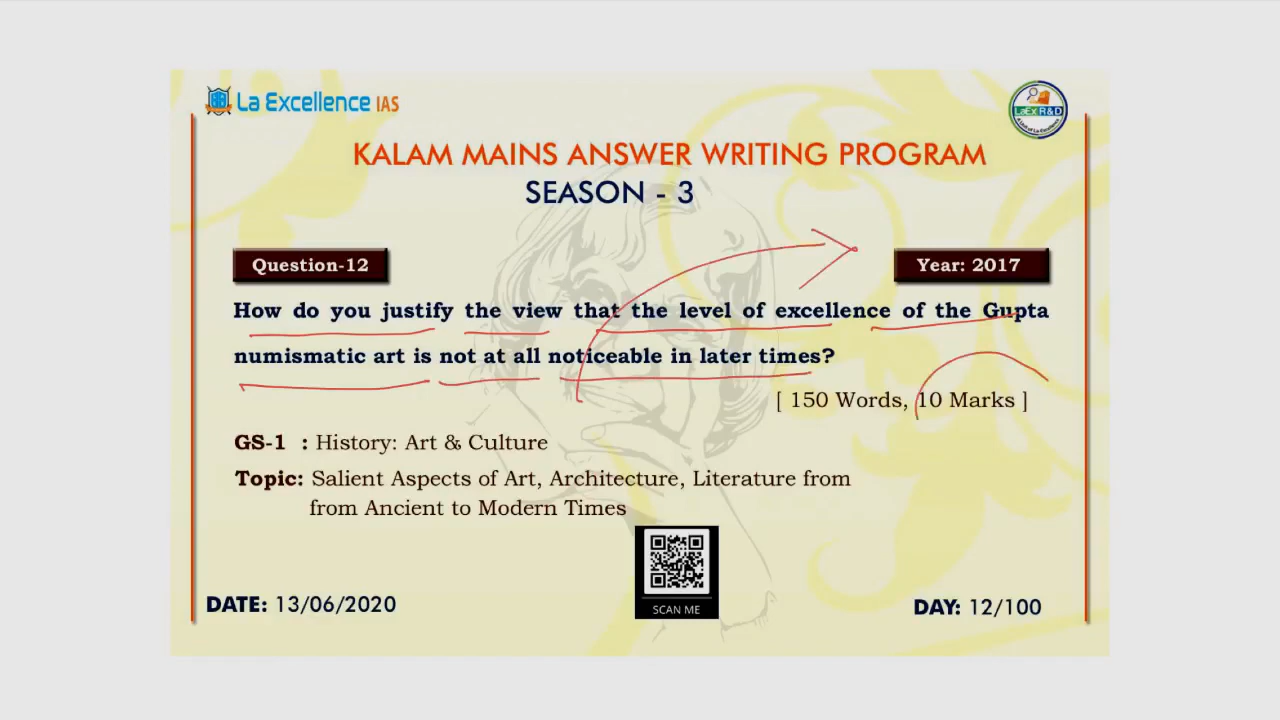 La Excellence IAS
LaEx R&D
KALAM MAINS ANSWER WRITING PROGRAM
SEASON - 3
Question-12
Year: 2017
How do you justify the view that the level of excellence of the Gupta
numismatic art is not at all noticeable in later times?
[ 150 Words, 10 Marks ]
GS-1 : History: Art & Culture
Topic: Salient Aspects of Art, Architecture, Literature from
from Ancient to Modern Times
SCAN ME
DATE: 13/06/2020
DAY: 12/100